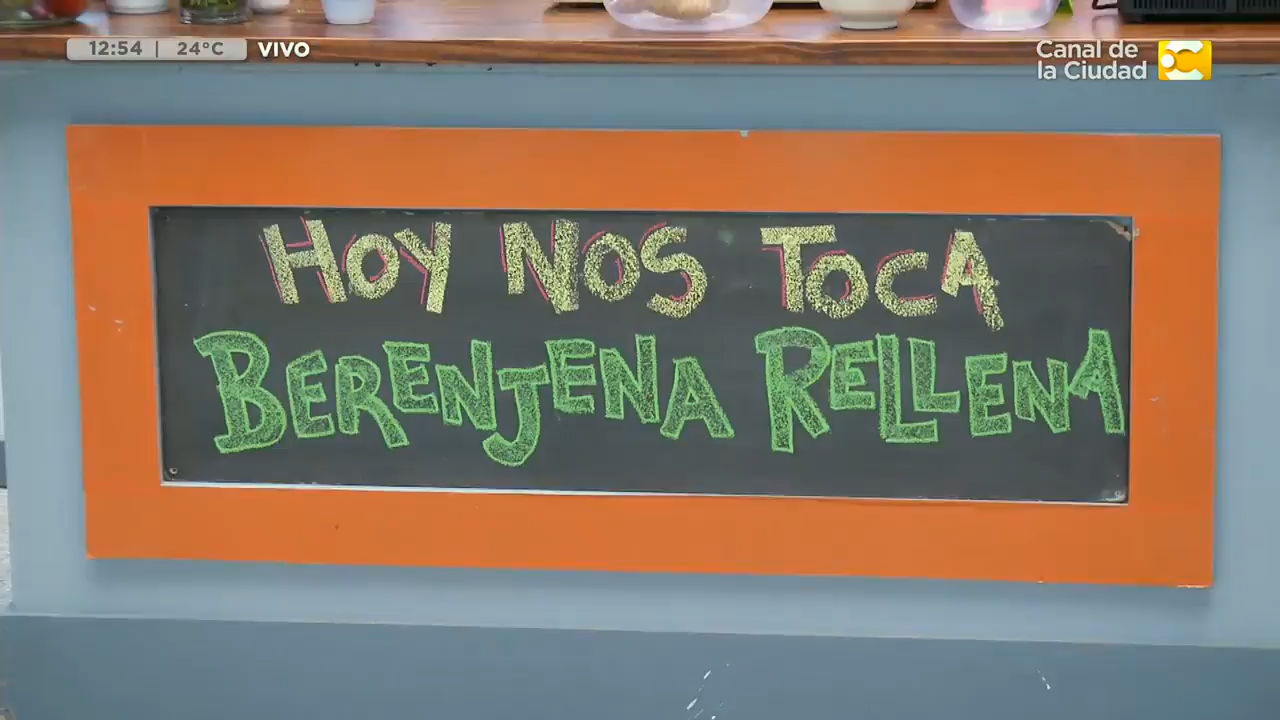 12:54 | 24°C VIVO
Canal de
la Ciudad
HOY NOS TOCA
BERENJENA RELLENA